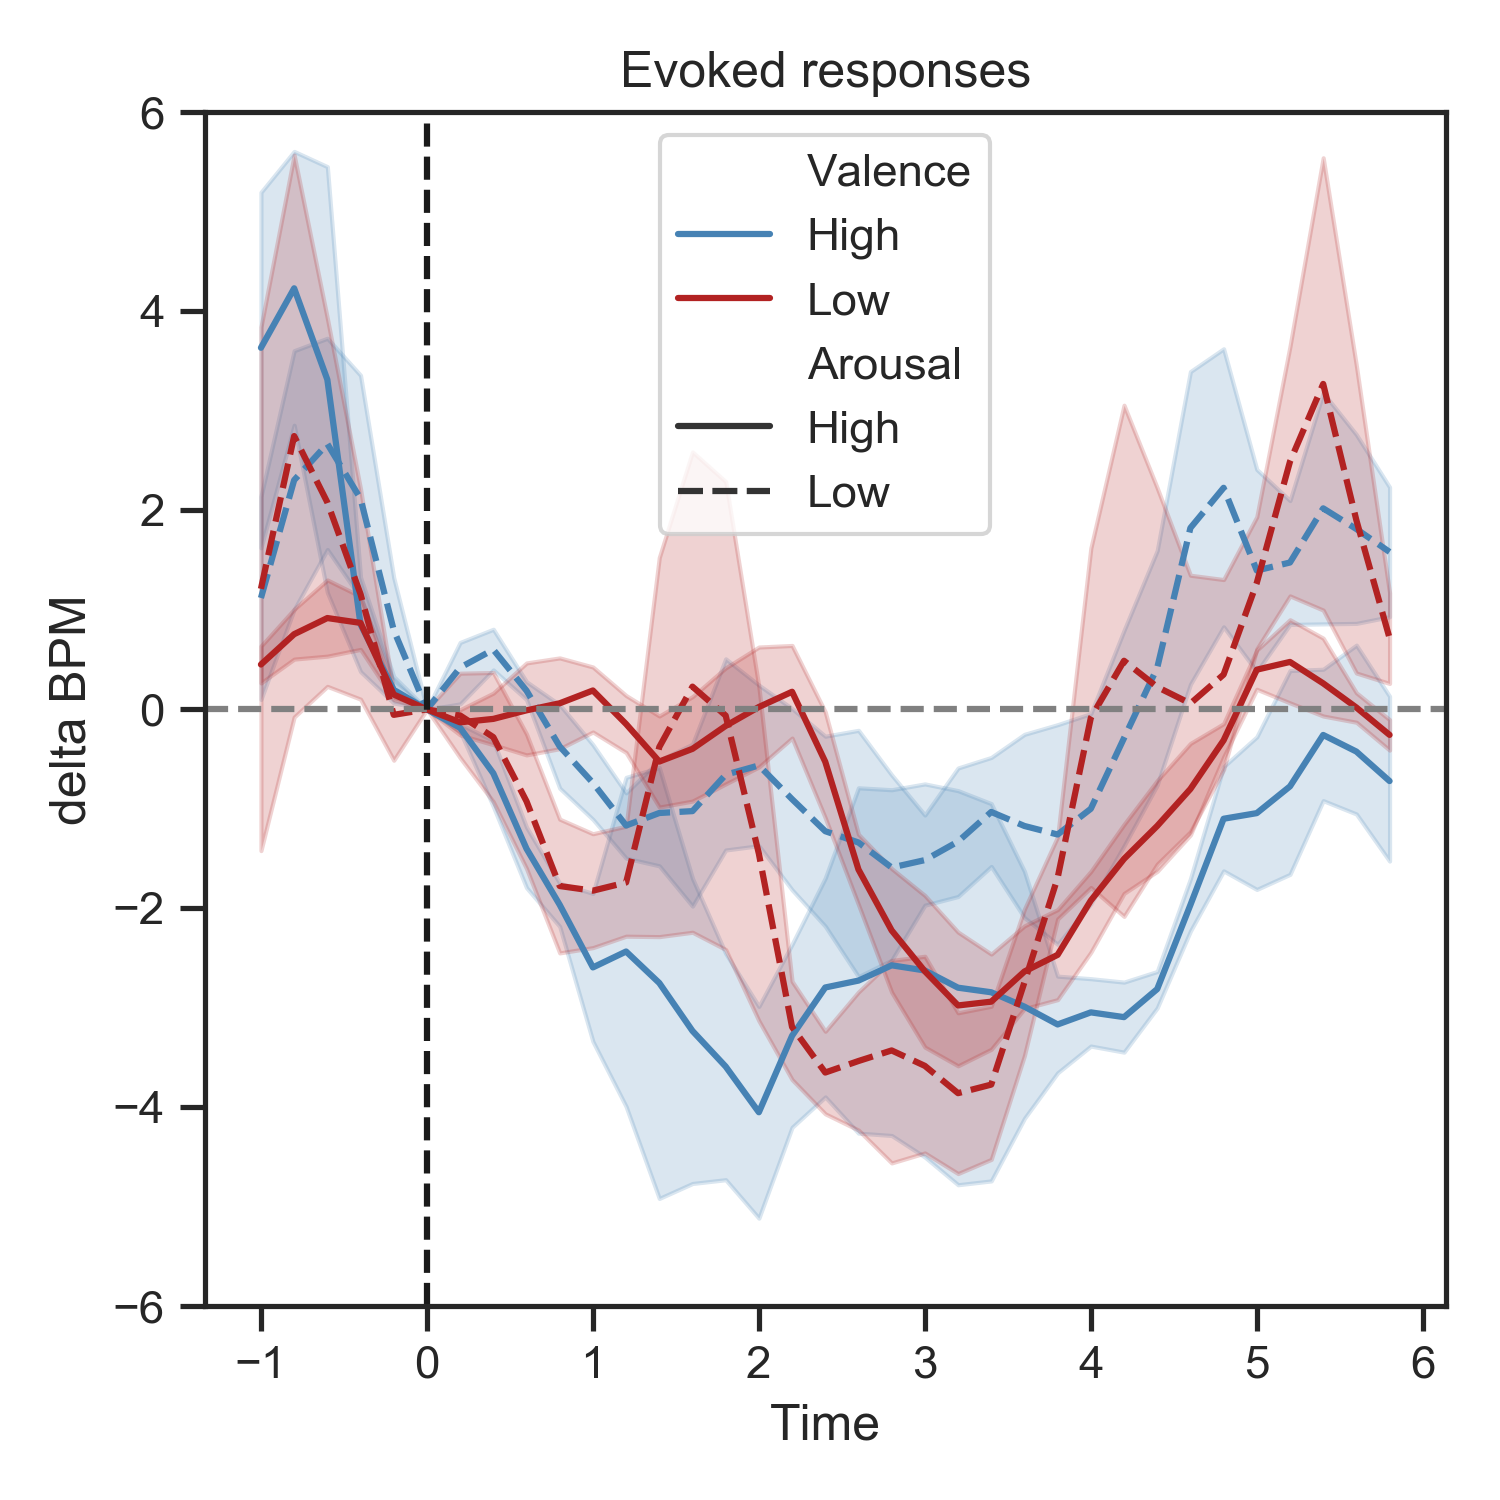 Evoked responses
6
4
2
0
−2
−4
−6
delta BPM
Valence
High
Low
Arousal
High
Low
−1 0 1 2 3 4 5 6
Time